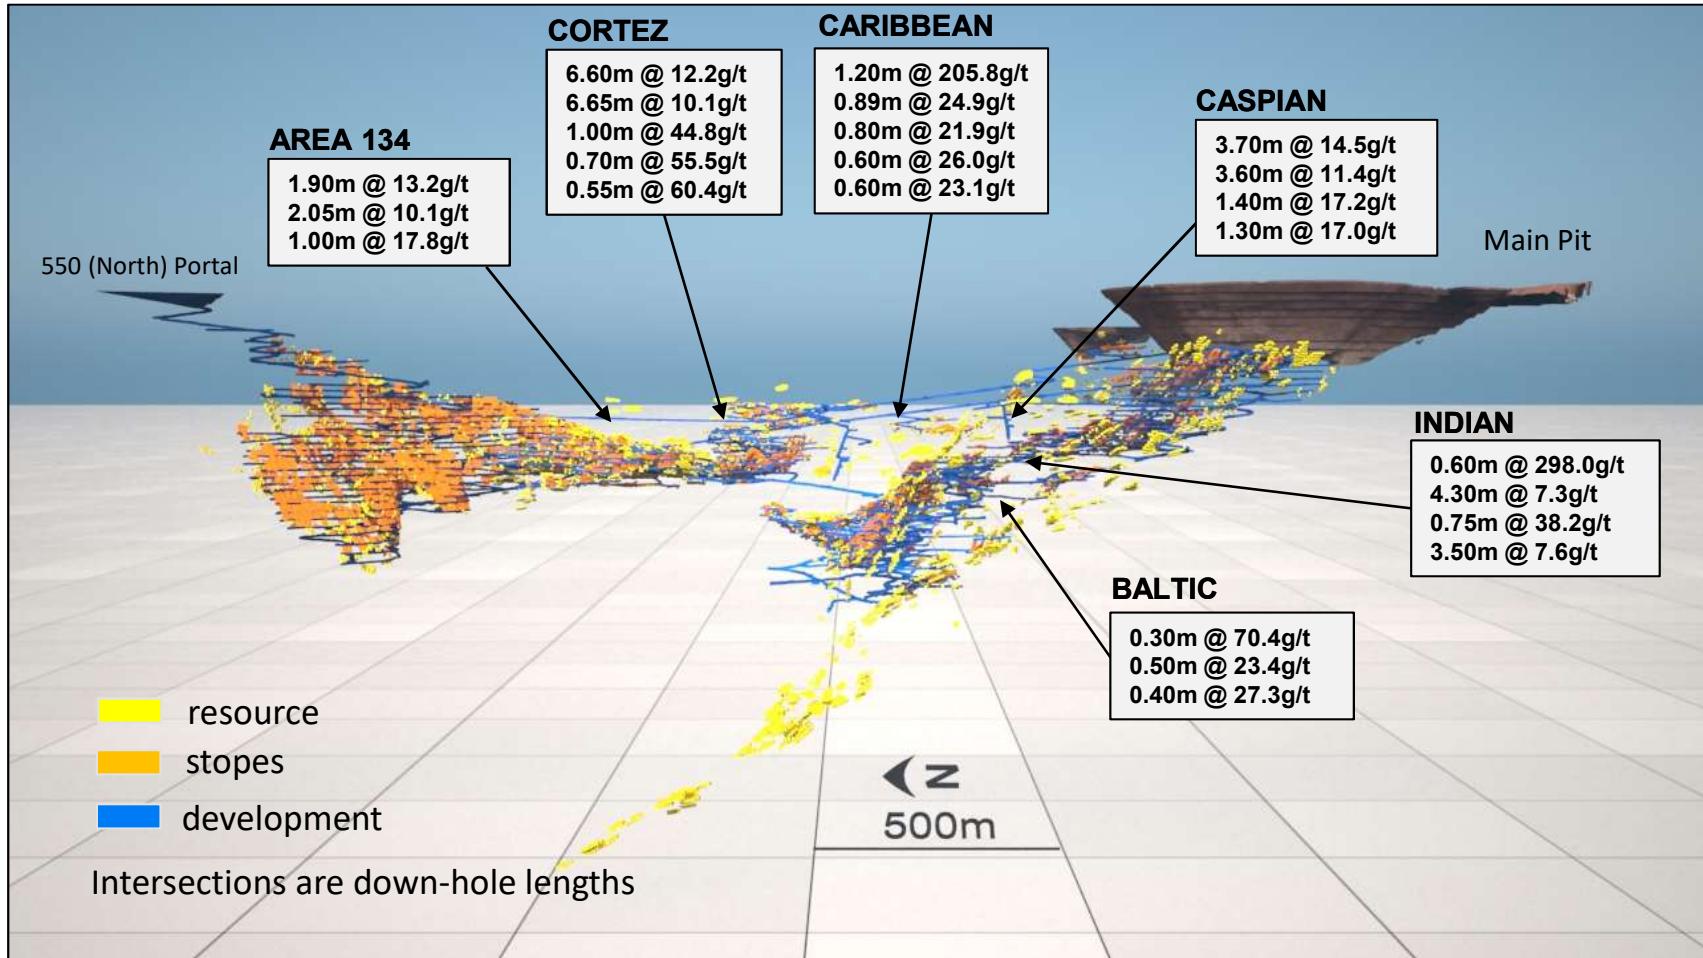 CORTEZ
6.60m @ 12.2g/t
6.65m @ 10.1g/t
1.00m @ 44.8g/t
0.70m @ 55.5g/t
0.55m @ 60.4g/t
CARIBBEAN
1.20m @ 205.8g/t
0.89m @ 24.9g/t
0.80m @ 21.9g/t
0.60m @ 26.0g/t
0.60m @ 23.1g/t
CASPIAN
3.70m @ 14.5g/t
3.60m @ 11.4g/t
1.40m @ 17.2g/t
1.30m @ 17.0g/t
AREA 134
1.90m @ 13.2g/t
2.05m @ 10.1g/t
1.00m @ 17.8g/t
550 (North) Portal
Main Pit
INDIAN
0.60m @ 298.0g/t
4.30m @ 7.3g/t
0.75m @ 38.2g/t
3.50m @ 7.6g/t
BALTIC
0.30m @ 70.4g/t
0.50m @ 23.4g/t
0.40m @ 27.3g/t
resource
stopes
development
Intersections are down-hole lengths
N
500m